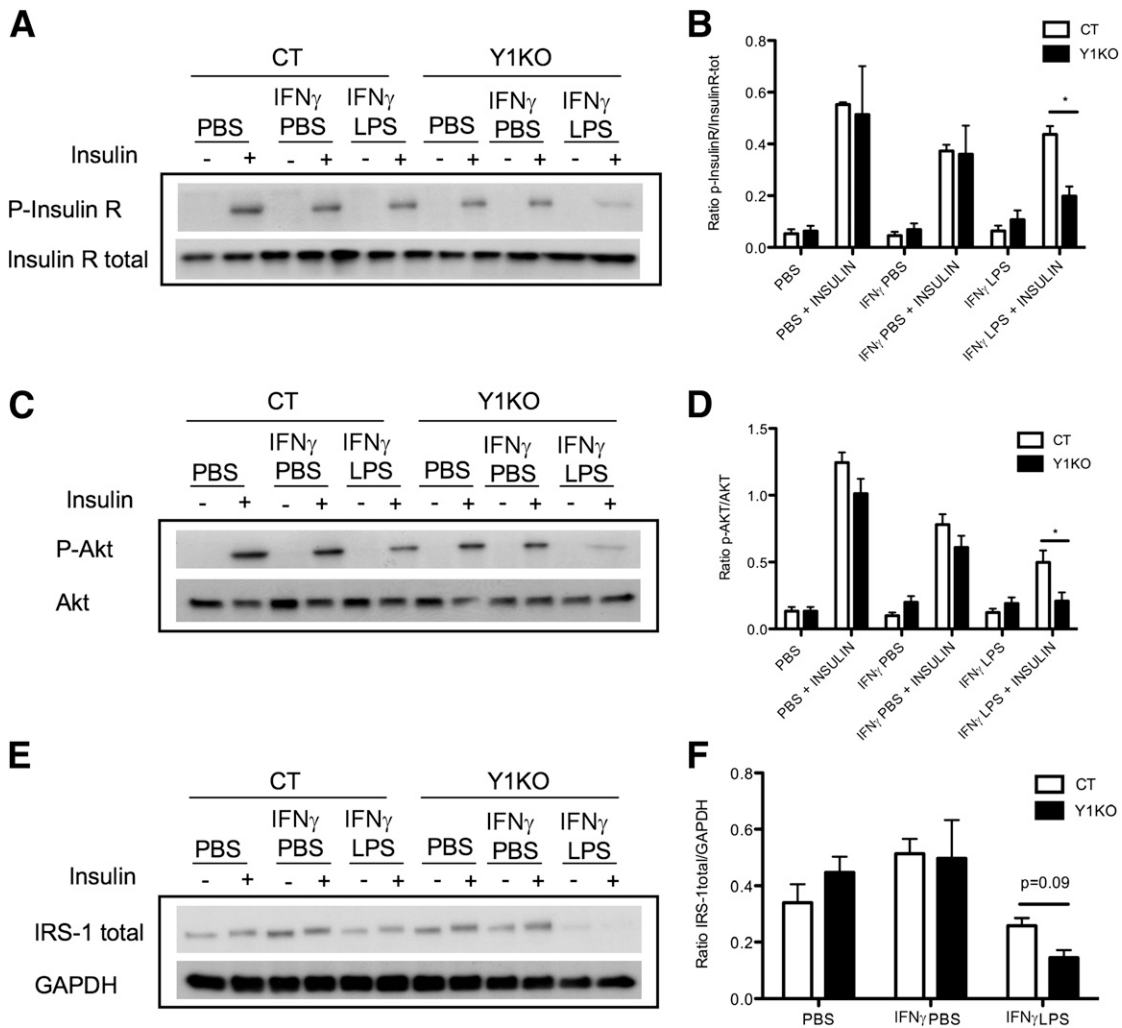 A
CT Y1KO
IFNγ IFNγ IFNγ IFNγ
PBS PBS LPS PBS PBS LPS
Insulin - + - + - + - + - + - +
P-Insulin R
Insulin R total
B
CT
Y1KO
Ratio p-InsulinR/InsulinR-tot
0.8
0.6
0.4
0.2
0.0
*
PBS
PBS + INSULIN
IFNγ PBS
IFNγ PBS + INSULIN
IFNγ LPS
IFNγ LPS + INSULIN
C
CT Y1KO
IFNγ IFNγ IFNγ IFNγ
PBS PBS LPS PBS PBS LPS
Insulin - + - + - + - + - + - +
P-Akt
Akt
D
CT
Y1KO
Ratio p-AKT/AKT
1.5
1.0
0.5
0.0
*
PBS
PBS + INSULIN
IFNγ PBS
IFNγ PBS + INSULIN
IFNγ LPS
IFNγ LPS + INSULIN
E
CT Y1KO
IFNγ IFNγ IFNγ IFNγ
PBS PBS LPS PBS PBS LPS
Insulin - + - + - + - + - + - +
IRS-1 total
GAPDH
F
CT
Y1KO
Ratio IRS-1total/GAPDH
0.8
0.6
0.4
0.2
0.0
p=0.09
PBS IFNγPBS IFNγLPS